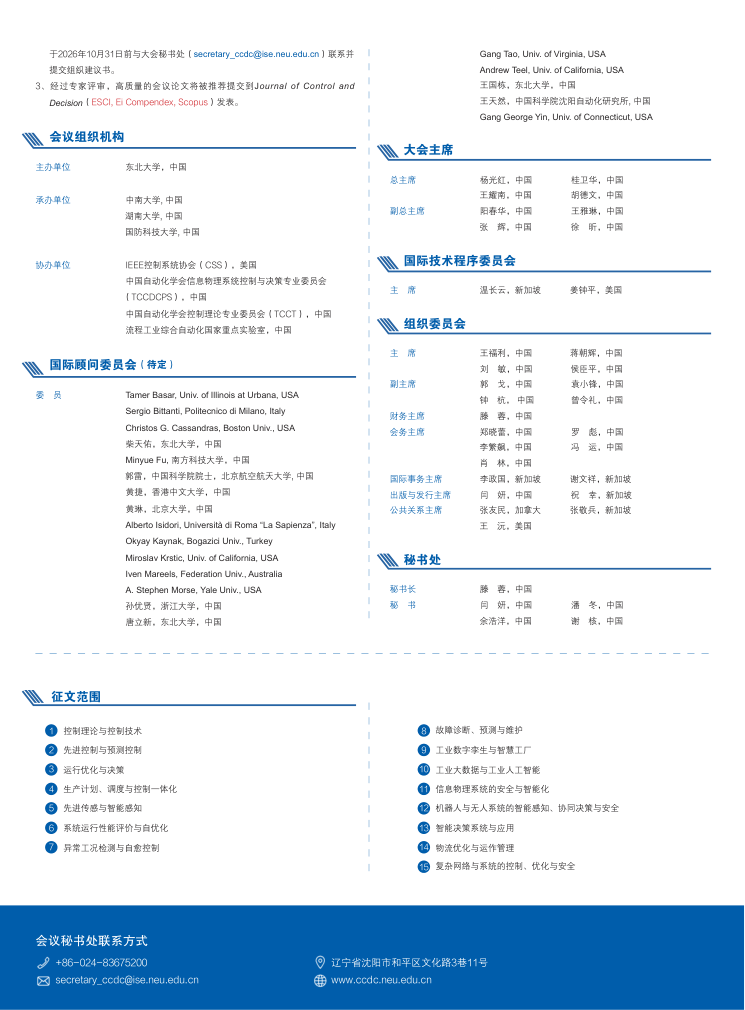 于2026年10月31日前与大会秘书处（secretary_ccdc@ise.neu.edu.cn）联系并
提交组织建议书。
3、经过专家评审，高质量的会议论文将被推荐提交到Journal of Control and
Decision（ESCI, Ei Compendex, Scopus）发表。
会议组织机构
主办单位 东北大学，中国
承办单位 中南大学, 中国
湖南大学, 中国
国防科技大学, 中国
协办单位 IEEE控制系统协会（CSS），美国
中国自动化学会信息物理系统控制与决策专业委员会
（TCCDCPS），中国
中国自动化学会控制理论专业委员会（TCCT），中国
流程工业综合自动化国家重点实验室，中国
国际顾问委员会（待定）
委 员 Tamer Basar, Univ. of Illinois at Urbana, USA
Sergio Bittanti, Politecnico di Milano, Italy
Christos G. Cassandras, Boston Univ., USA
柴天佑，东北大学，中国
Minyue Fu, 南方科技大学，中国
郭雷，中国科学院院士，北京航空航天大学, 中国
黄捷，香港中文大学，中国
黄琳，北京大学，中国
Alberto Isidori, Universitá di Roma “La Sapienza”, Italy
Okyay Kaynak, Bogazici Univ., Turkey
Miroslav Krstic, Univ. of California, USA
Iven Mareels, Federation Univ., Australia
A. Stephen Morse, Yale Univ., USA
孙优贤，浙江大学，中国
唐立新，东北大学，中国
Gang Tao, Univ. of Virginia, USA
Andrew Teel, Univ. of California, USA
王国栋，东北大学，中国
王天然，中国科学院沈阳自动化研究所, 中国
Gang George Yin, Univ. of Connecticut, USA
大会主席
总主席 杨光红，中国 桂卫华，中国
王耀南，中国 胡德文，中国
副总主席 阳春华，中国 王雅琳，中国
张 辉，中国 徐 昕，中国
国际技术程序委员会
主 席 温长云，新加坡 姜钟平，美国
组织委员会
主 席 王福利，中国 蒋朝辉，中国
刘 敏，中国 侯臣平，中国
副主席 郭 戈，中国 袁小锋，中国
钟 杭， 中国 曾令礼，中国
财务主席 滕 蓉，中国
会务主席 郑晓蕾，中国 罗 彪，中国
李繁飙，中国 冯 运，中国
肖 林，中国
国际事务主席 李政国，新加坡 谢文祥，新加坡
出版与发行主席 闫 妍，中国 祝 幸，新加坡
公共关系主席 张友民，加拿大 张敬兵，新加坡
王 沅，美国
秘书处
秘书长 滕 蓉，中国
秘 书 闫 妍，中国 潘 冬，中国
佘浩洋，中国 谢 核，中国
征文范围
1 控制理论与控制技术
2 先进控制与预测控制
3 运行优化与决策
4 生产计划、调度与控制一体化
5 先进传感与智能感知
6 系统运行性能评价与自优化
7 异常工况检测与自愈控制
8 故障诊断、预测与维护
9 工业数字孪生与智慧工厂
10 工业大数据与工业人工智能
11 信息物理系统的安全与智能化
12 机器人与无人系统的智能感知、协同决策与安全
13 智能决策系统与应用
14 物流优化与运作管理
15 复杂网络与系统的控制、优化与安全
会议秘书处联系方式
+86-024-83675200
secretary_ccdc@ise.neu.edu.cn
辽宁省沈阳市和平区文化路3巷11号
www.ccdc.neu.edu.cn